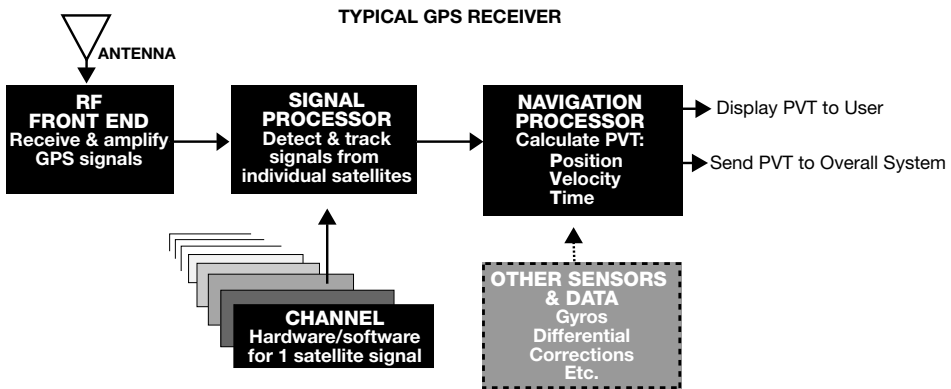 TYPICAL GPS RECEIVER
ANTENNA
RF
FRONT END
Receive & amplify
GPS signals
SIGNAL
PROCESSOR
Detect & track
signals from
individual satellites
NAVIGATION
PROCESSOR
Calculate PVT:
Position
Velocity
Time
Display PVT to User
Send PVT to Overall System
CHANNEL
Hardware/software
for 1 satellite signal
OTHER SENSORS
& DATA
Gyros
Differential
Corrections
Etc.